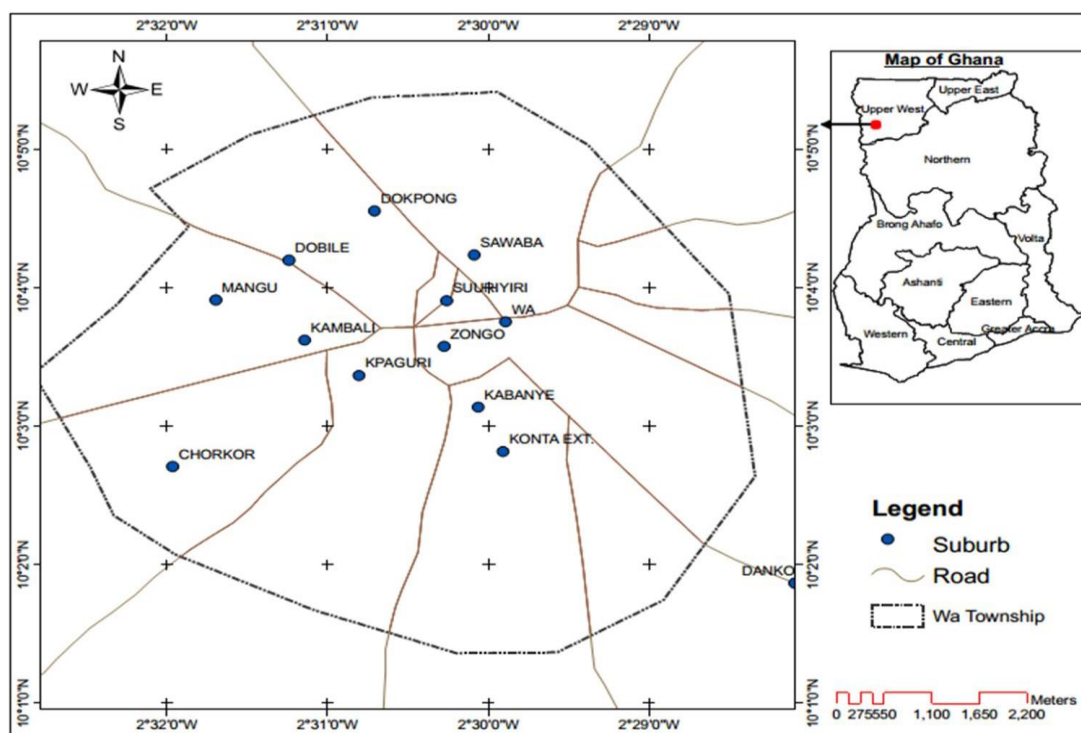 2°32'0"W 2°31'0"W 2°30'0"W 2°29'0"W
N
W E
S
10°5'0"N 10°5'0"N
DOKPONG
SAWABA
DOBILE
10°4'0"N 10°4'0"N
MANGU
SUURIYIRI
WA
KAMBALI
ZONGO
KPAGURI
KABANYE
10°3'0"N 10°3'0"N
KONTA EXT.
CHORKOR
10°2'0"N 10°2'0"N
DANKO
10°1'0"N 10°1'0"N
2°32'0"W 2°31'0"W 2°30'0"W 2°29'0"W
Map of Ghana
Upper East
Upper West
Northern
Brong Ahafo
Volta
Ashanti
Eastern
Western
Central
Greater Accra
Legend
Suburb
Road
Wa Township
Meters
0 275550 1,100 1,650 2,200